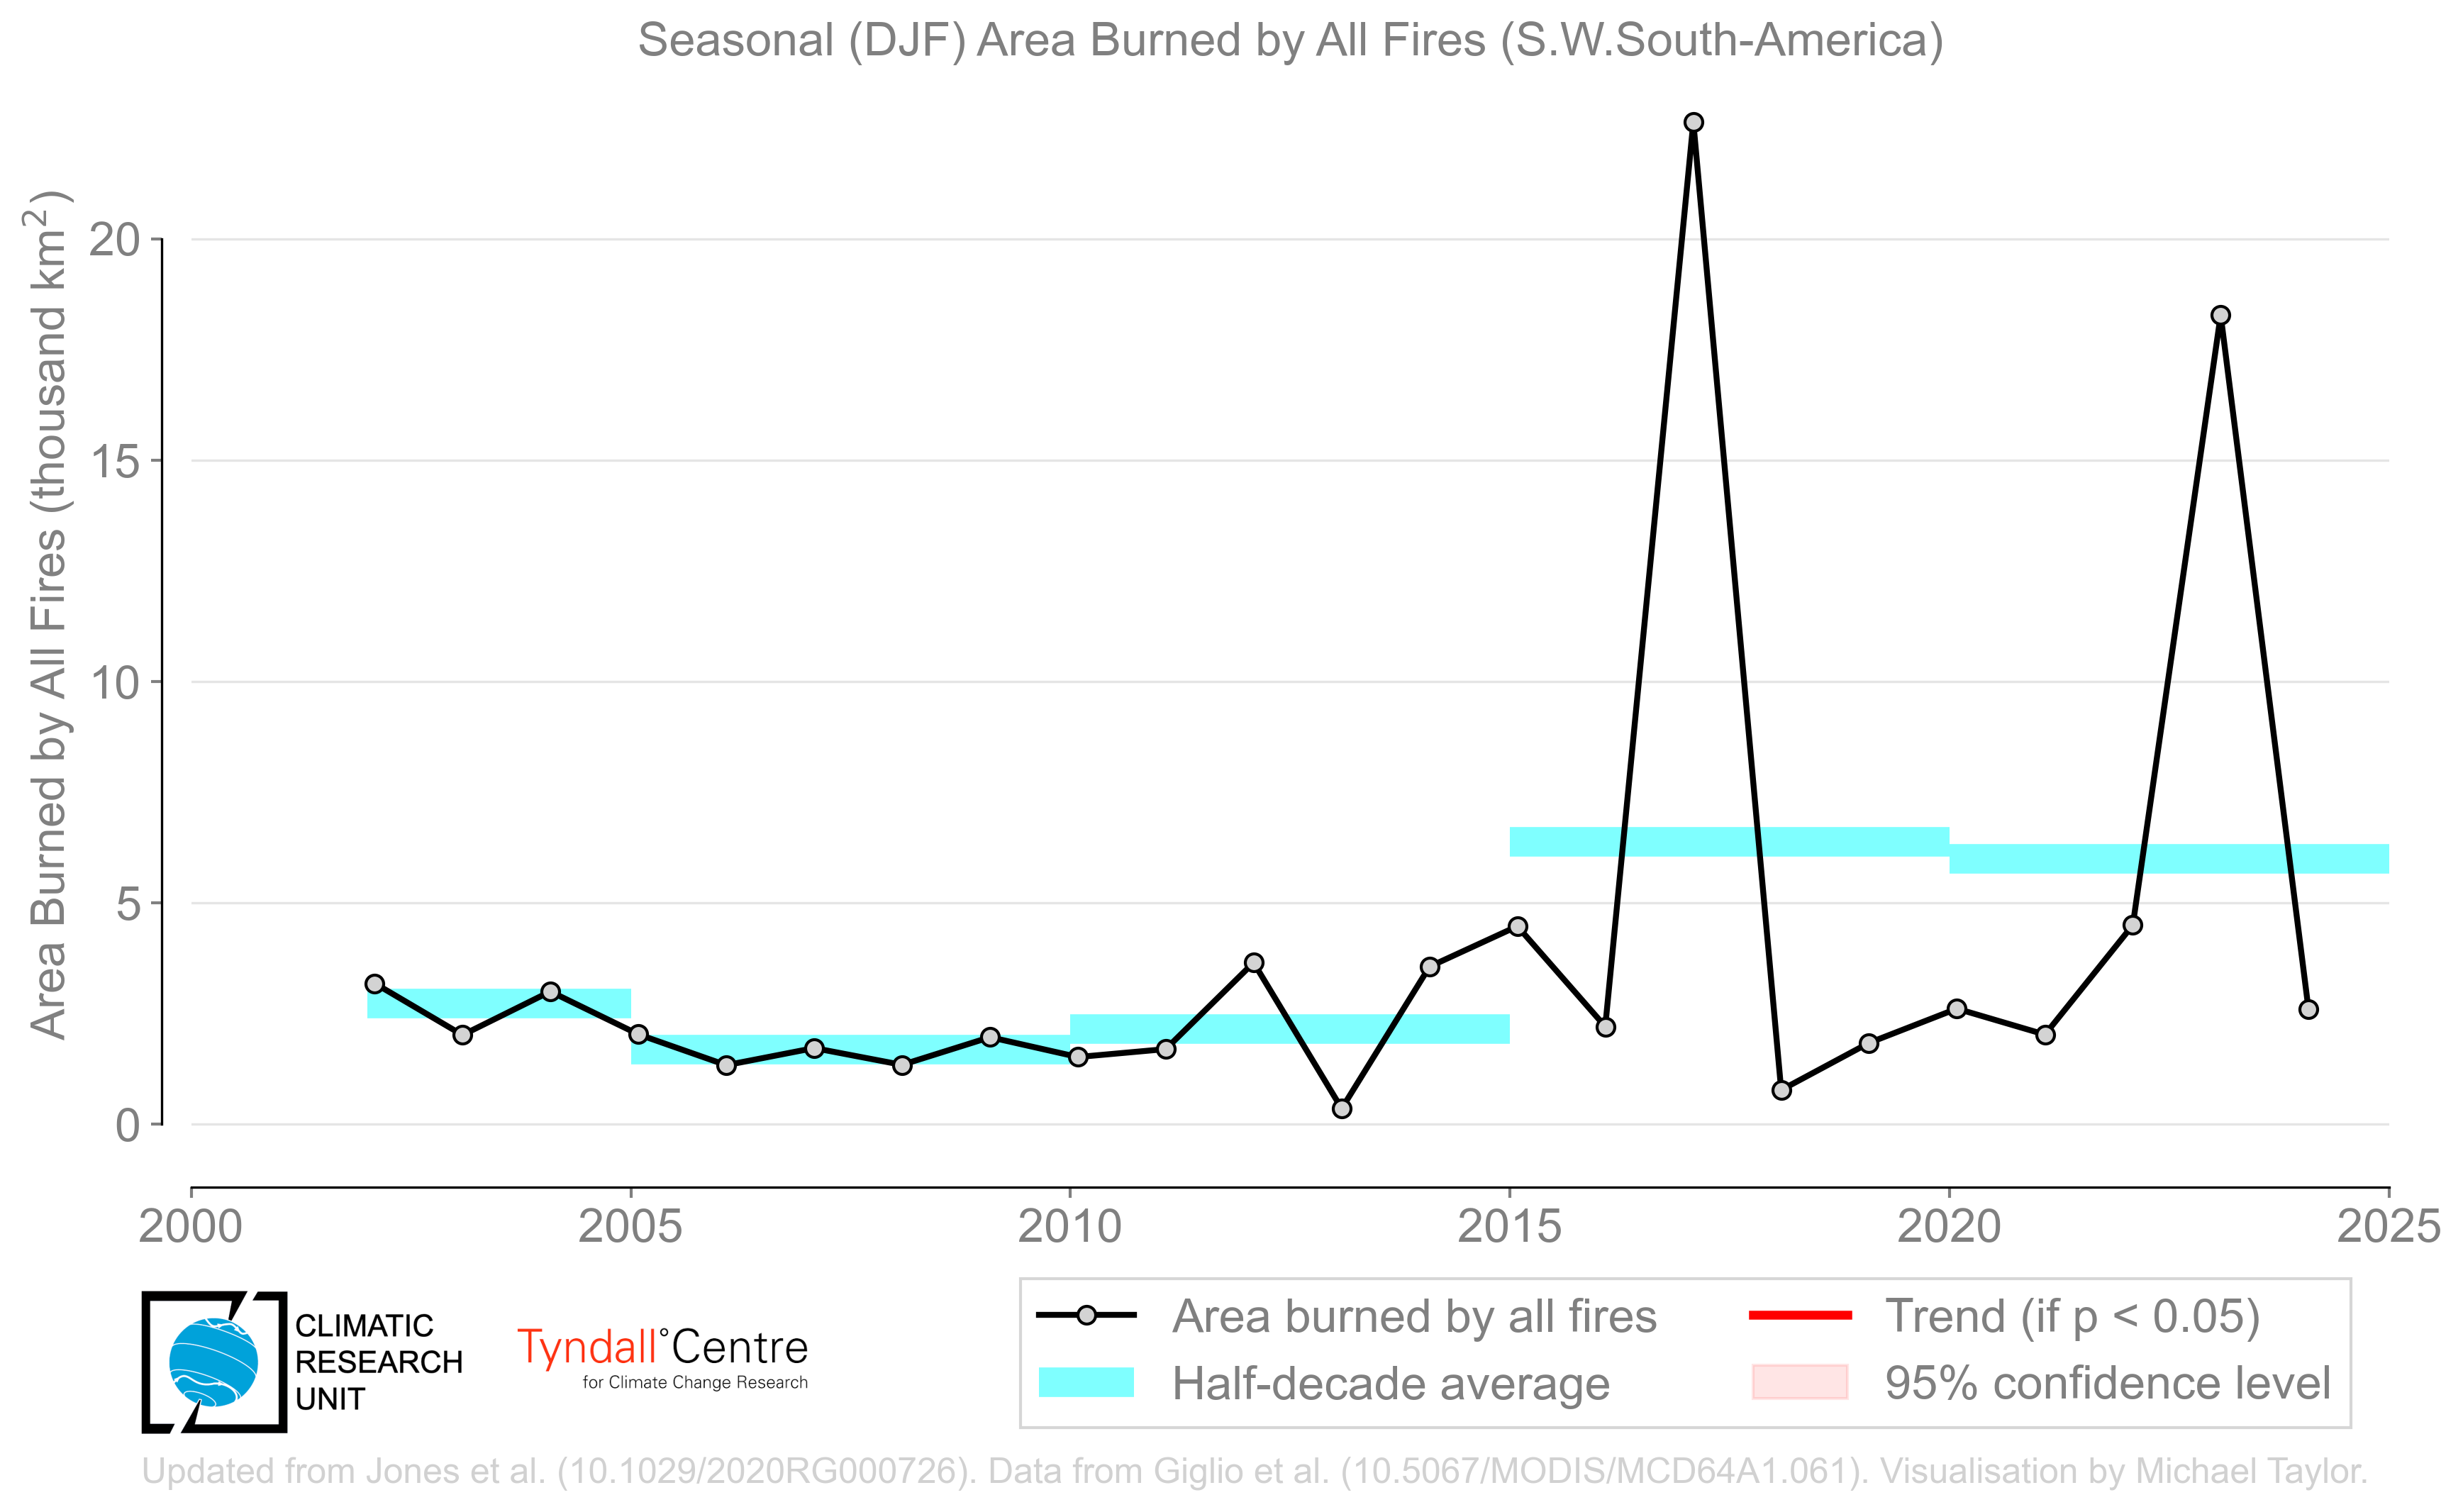 Seasonal (DJF) Area Burned by All Fires (S.W.South-America)
Area Burned by All Fires (thousand km²)
20
15
10
5
0
2000
2005
2010
2015
2020
2025
CLIMATIC
RESEARCH
UNIT
Tyndall°Centre
for Climate Change Research
Area burned by all fires
Half-decade average
Trend (if p < 0.05)
95% confidence level
Updated from Jones et al. (10.1029/2020RG000726). Data from Giglio et al. (10.5067/MODIS/MCD64A1.061). Visualisation by Michael Taylor.